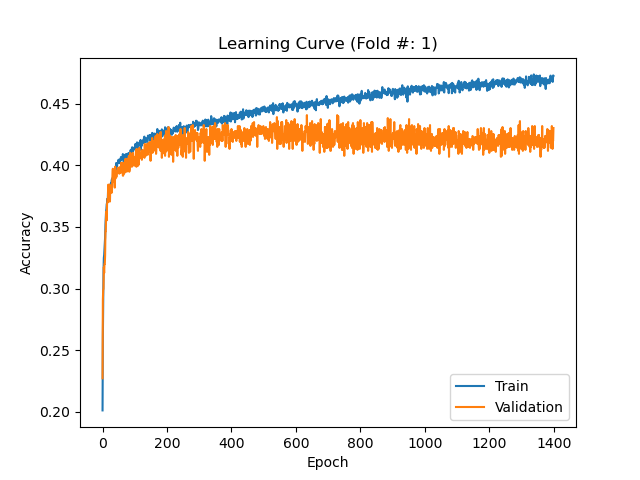 Learning Curve (Fold #: 1)
0.45
0.40
0.35
0.30
0.25
0.20
Accuracy
0 200 400 600 800 1000 1200 1400
Epoch
Train
Validation